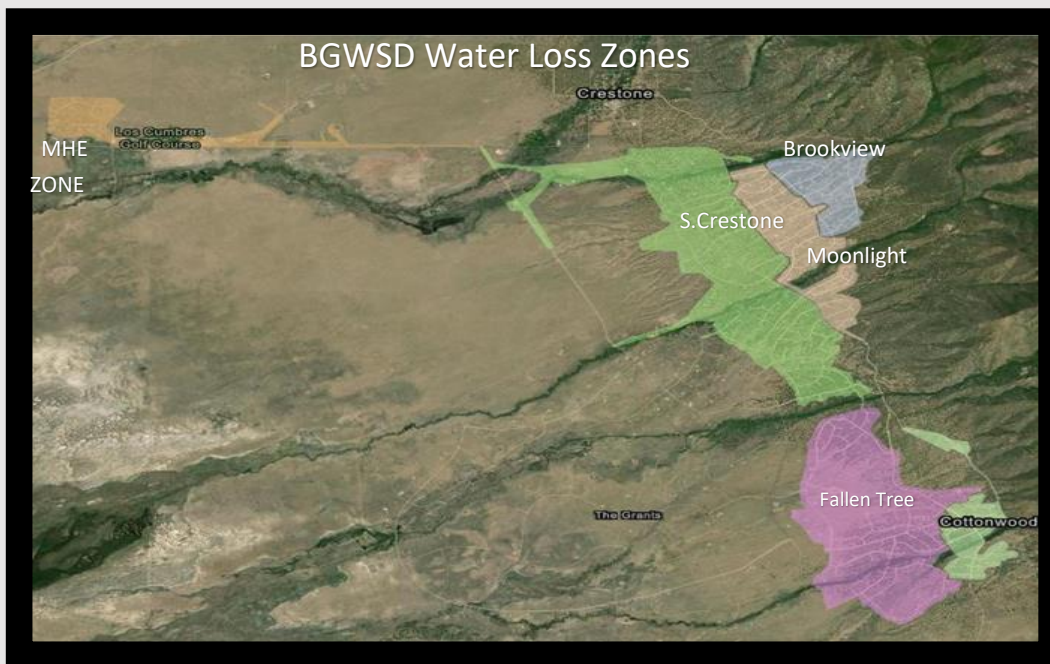 BGWSD Water Loss Zones
Crestone
Los Cumbres
Golf Course
MHE
ZONE
Brookview
S.Crestone
Moonlight
Fallen Tree
The Grants
Cottonwood